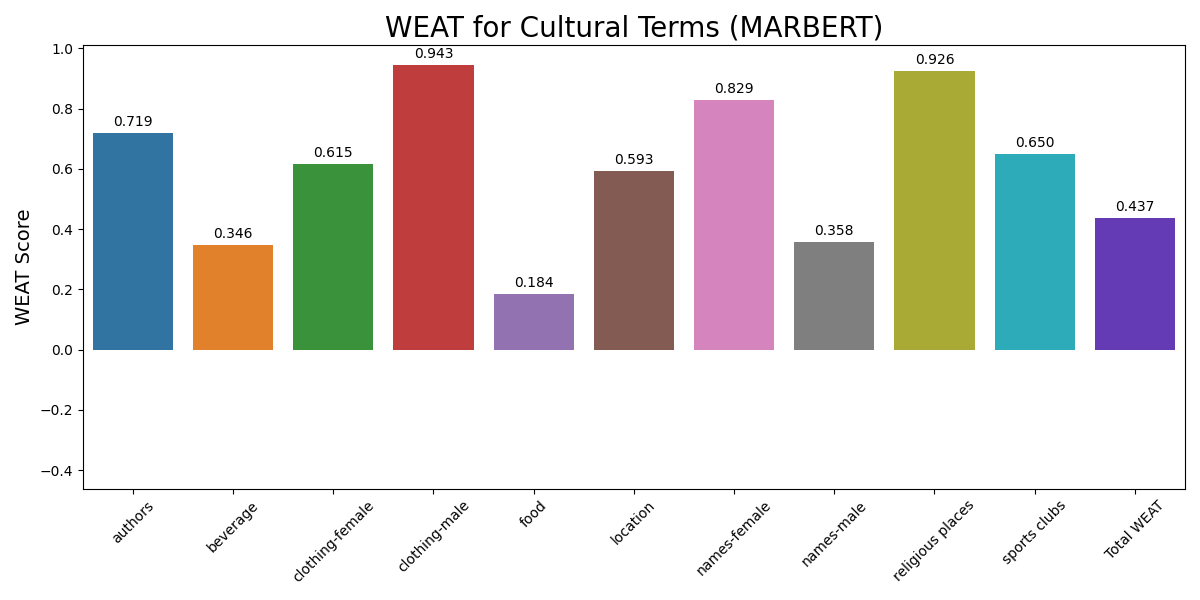 WEAT for Cultural Terms (MARBERT)
WEAT Score
1.0
0.8
0.6
0.4
0.2
0.0
−0.2
−0.4
0.719
0.346
0.615
0.943
0.184
0.593
0.829
0.358
0.926
0.650
0.437
authors
beverage
clothing-female
clothing-male
food
location
names-female
names-male
religious places
sports clubs
Total WEAT